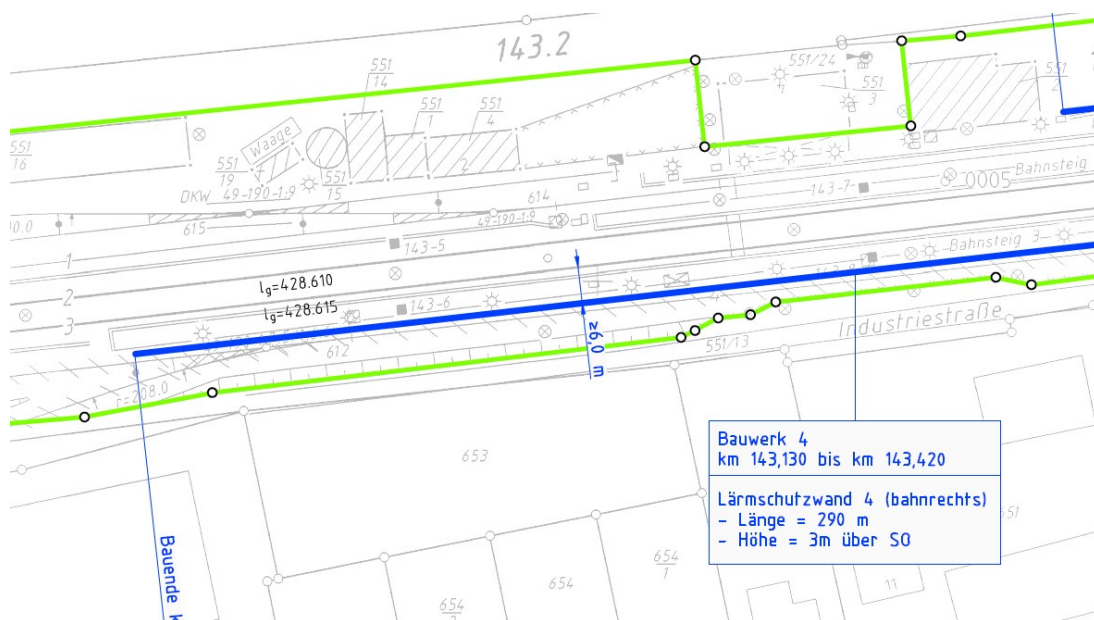 143.2
551/24
551
14
551
1
551
4
551
3
551
2
551
16
Waage
551
19
551
15
2
DKW 49-190-1:9
614
143-7
0005
Bahnsteig
615
49-190-1:9
1
143-5
Bahnsteig 3
2
lg=428.610
3
lg=428.615
143-6
≥6,0 m
Industriestraße
612
551/13
r=208.0
653
Bauwerk 4
km 143,130 bis km 143,420
Lärmschutzwand 4 (bahnrechts)
- Länge = 290 m
- Höhe = 3m über SO
Bauende
654
1
654
654
11